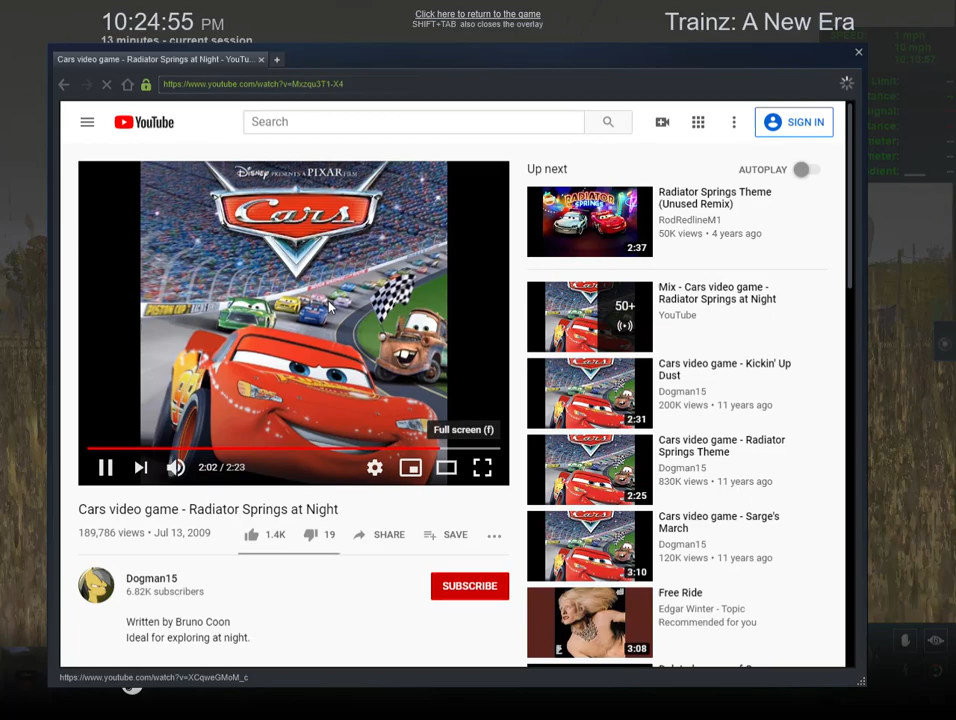 10:24:55 PM
13 minutes - current session
Click here to return to the game
SHIFT+TAB also closes the overlay
Trainz: A New Era
Cars video game - Radiator Springs at Night - YouTu...
https://www.youtube.com/watch?v=Mxzqu3T1-X4
YouTube
Search
SIGN IN
DISNEY PRESENTS A PIXAR FILM
Cars
PISTON CUP
Full screen (f)
2:02 / 2:23
Cars video game - Radiator Springs at Night
189,786 views • Jul 13, 2009
1.4K
19
SHARE
SAVE
Dogman15
6.82K subscribers
SUBSCRIBE
Written by Bruno Coon
Ideal for exploring at night.
Up next
AUTOPLAY
RADIATOR SPRINGS
2:37
Radiator Springs Theme
(Unused Remix)
RodRedlineM1
50K views • 4 years ago
50+
Mix - Cars video game -
Radiator Springs at Night
YouTube
2:31
Cars video game - Kickin' Up
Dust
Dogman15
200K views • 11 years ago
2:25
Cars video game - Radiator
Springs Theme
Dogman15
830K views • 11 years ago
3:10
Cars video game - Sarge's
March
Dogman15
120K views • 11 years ago
3:08
Free Ride
Edgar Winter - Topic
Recommended for you
https://www.youtube.com/watch?v=XCqweGMoM_c
SPEED: 1 mph
10 mph
Limit: